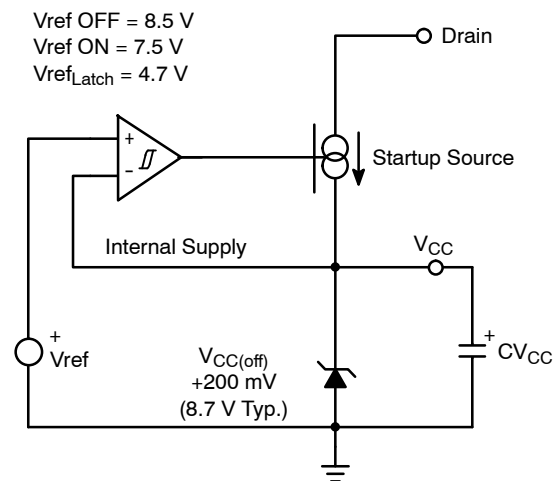 Vref OFF = 8.5 V
Vref ON = 7.5 V
VrefLatch = 4.7 V
Drain
+
-
Startup Source
Internal Supply
VCC
+
Vref
VCC(off)
+200 mV
(8.7 V Typ.)
+
CVCC